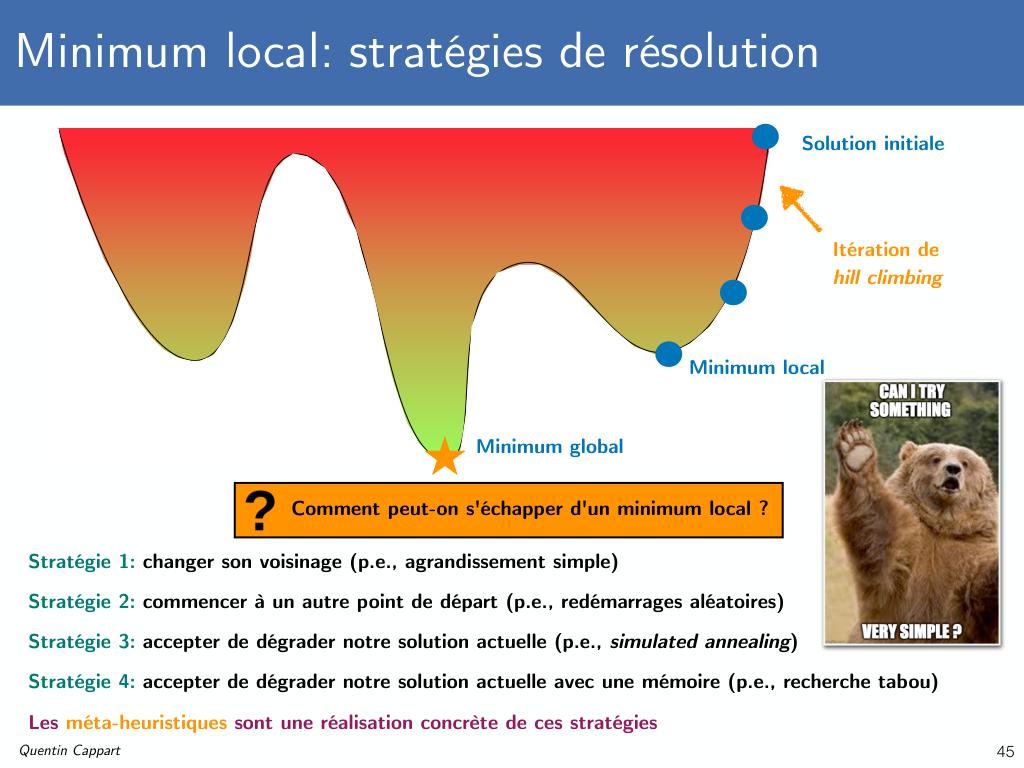 Minimum local: stratégies de résolution
Solution initiale
Itération de
hill climbing
Minimum local
CAN I TRY
SOMETHING
VERY SIMPLE ?
Minimum global
? Comment peut-on s'échapper d'un minimum local ?
Stratégie 1: changer son voisinage (p.e., agrandissement simple)
Stratégie 2: commencer à un autre point de départ (p.e., redémarrages aléatoires)
Stratégie 3: accepter de dégrader notre solution actuelle (p.e., simulated annealing)
Stratégie 4: accepter de dégrader notre solution actuelle avec une mémoire (p.e., recherche tabou)
Les méta-heuristiques sont une réalisation concrète de ces stratégies
Quentin Cappart
45